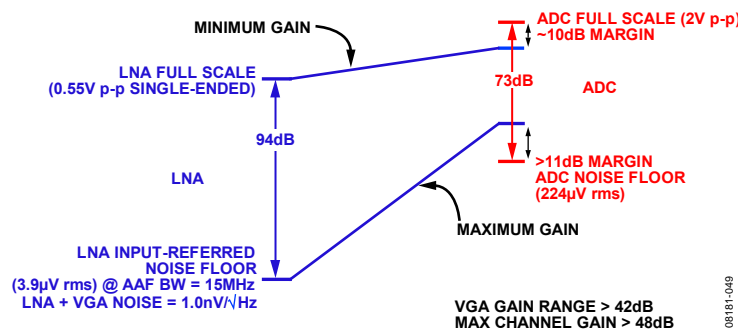 MINIMUM GAIN
ADC FULL SCALE (2V p-p)
~10dB MARGIN
LNA FULL SCALE
(0.55V p-p SINGLE-ENDED)
73dB
ADC
94dB
LNA
>11dB MARGIN
ADC NOISE FLOOR
(224µV rms)
MAXIMUM GAIN
LNA INPUT-REFERRED
NOISE FLOOR
(3.9µV rms) @ AAF BW = 15MHz
LNA + VGA NOISE = 1.0nV/√Hz
VGA GAIN RANGE > 42dB
MAX CHANNEL GAIN > 48dB
08181-049